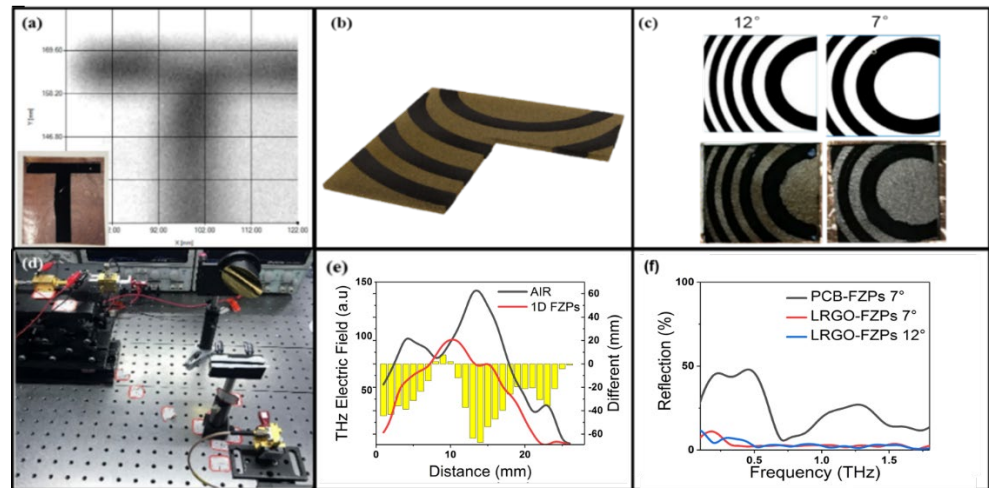 (a)
169.60
158.20
146.80
Y [mm]
92.00 102.00 112.00 122.00
X [mm]
(b)
(c)
12° 7°
(d)
(e)
150
100
50
THz Electric Field (a.u)
AIR
1D FZPs
60
40
20
0
-20
-40
-60
Different (mm)
0 10 20
Distance (mm)
(f)
100
50
0
Reflection (%)
PCB-FZPs 7°
LRGO-FZPs 7°
LRGO-FZPs 12°
0.5 1.0 1.5
Frequency (THz)